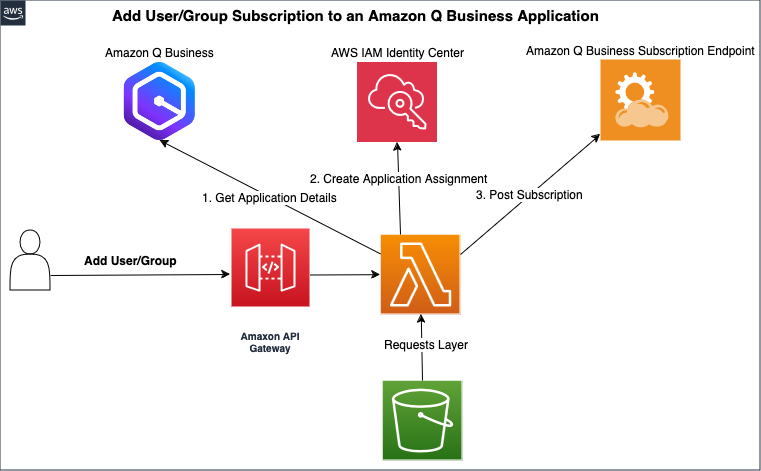 aws
Add User/Group Subscription to an Amazon Q Business Application
Amazon Q Business
AWS IAM Identity Center
Amazon Q Business Subscription Endpoint
2. Create Application Assignment
1. Get Application Details
3. Post Subscription
Add User/Group
</>
Amaxon API
Gateway
Requests Layer